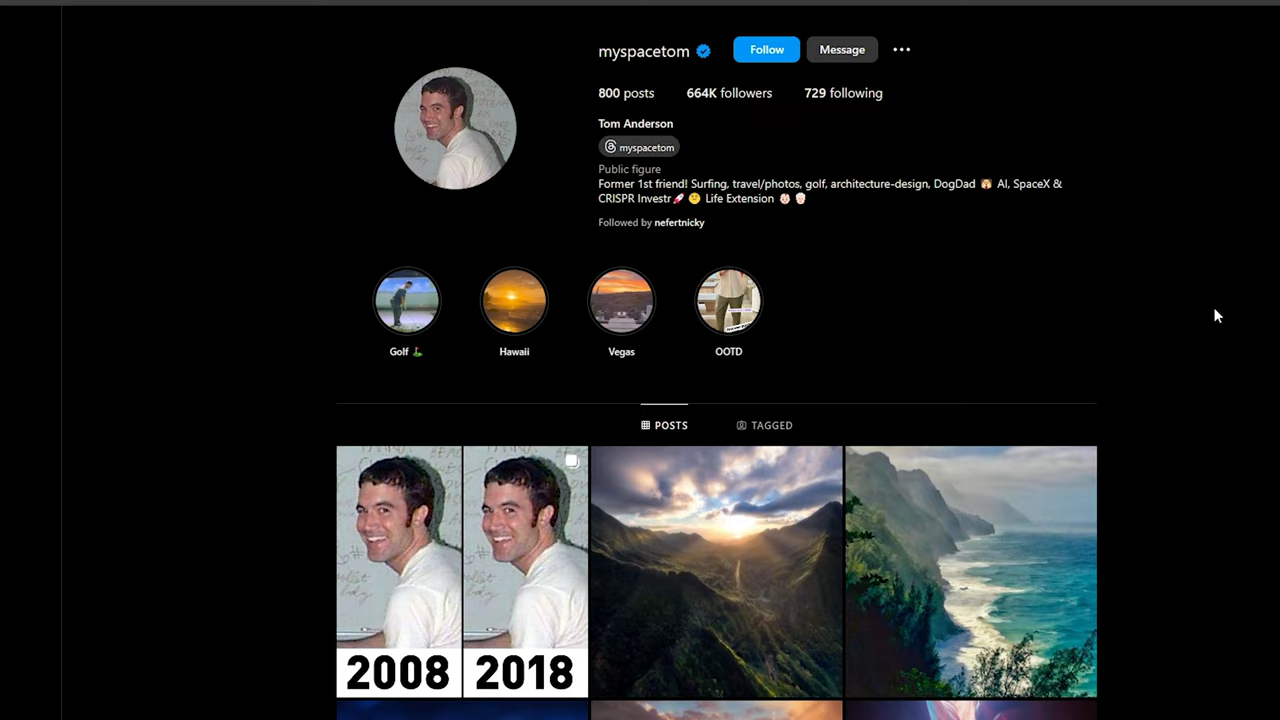 myspacetom Follow Message
800 posts 664K followers 729 following
Tom Anderson
myspacetom
Public figure
Former 1st friend! Surfing, travel/photos, golf, architecture-design, DogDad 🙈 AI, SpaceX &
CRISPR Investr🚀 🤔 Life Extension 👶🏻 👴🏻
Followed by nefertnicky
Golf ⛳ Hawaii Vegas OOTD
POSTS TAGGED
2008 2018